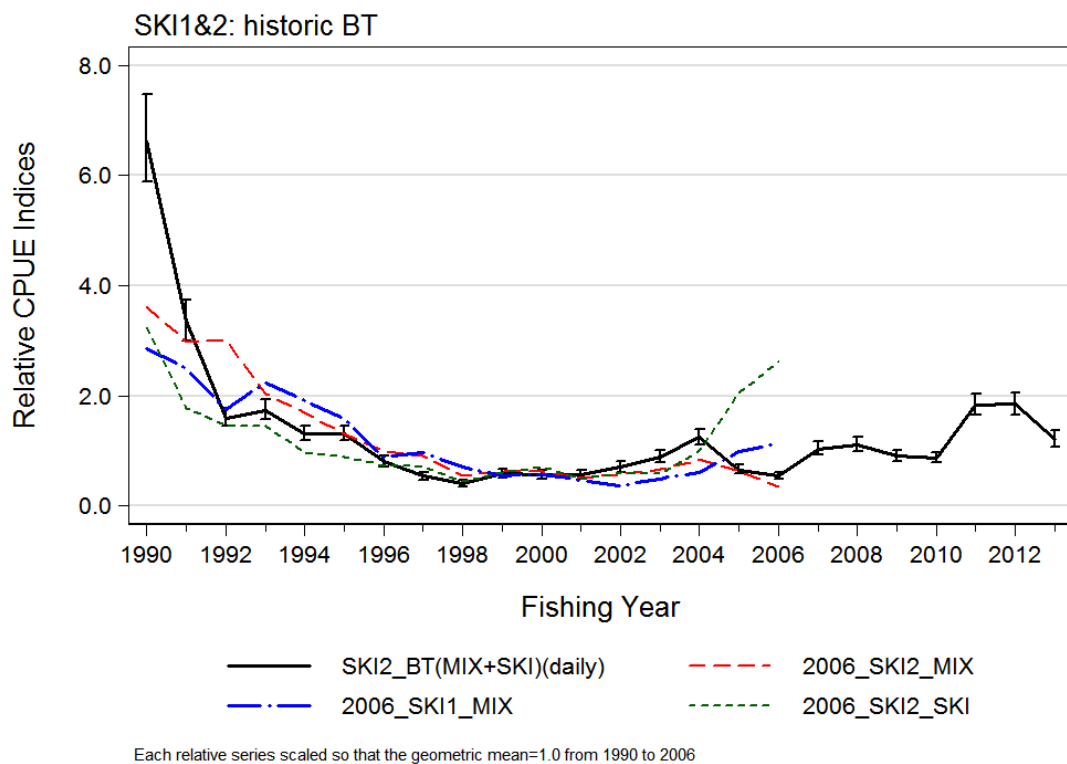 SKI1&2: historic BT
8.0
6.0
4.0
2.0
0.0
Relative CPUE Indices
1990 1992 1994 1996 1998 2000 2002 2004 2006 2008 2010 2012
Fishing Year
SKI2_BT(MIX+SKI)(daily) 2006_SKI2_MIX
2006_SKI1_MIX 2006_SKI2_SKI
Each relative series scaled so that the geometric mean=1.0 from 1990 to 2006